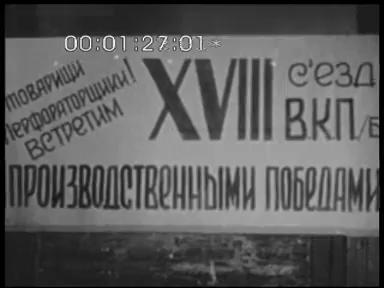 00:01:27:01*
товарищи
перфораторщики!
встретим
XVIII с'езд
ВКП/б
производственными победами